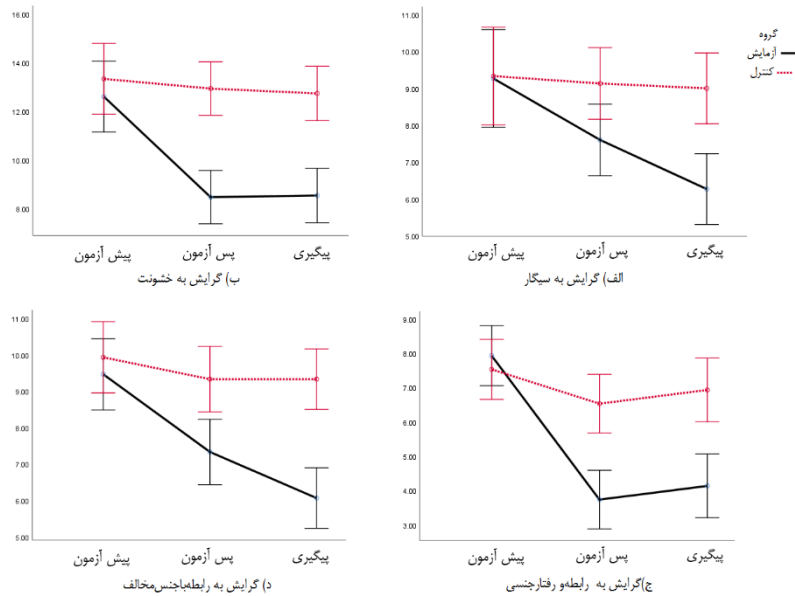 گروه
آزمایش
کنترل
11.00
10.00
9.00
8.00
7.00
6.00
5.00
پیش آزمون پس آزمون پیگیری
الف) گرایش به سیگار
16.00
14.00
12.00
10.00
8.00
پیش آزمون پس آزمون پیگیری
ب) گرایش به خشونت
9.00
8.00
7.00
6.00
5.00
4.00
3.00
پیش آزمون پس آزمون پیگیری
ج)گرایش به رابطه‌و رفتارجنسی
11.00
10.00
9.00
8.00
7.00
6.00
5.00
پیش آزمون پس آزمون پیگیری
د) گرایش به رابطه‌باجنس‌مخالف